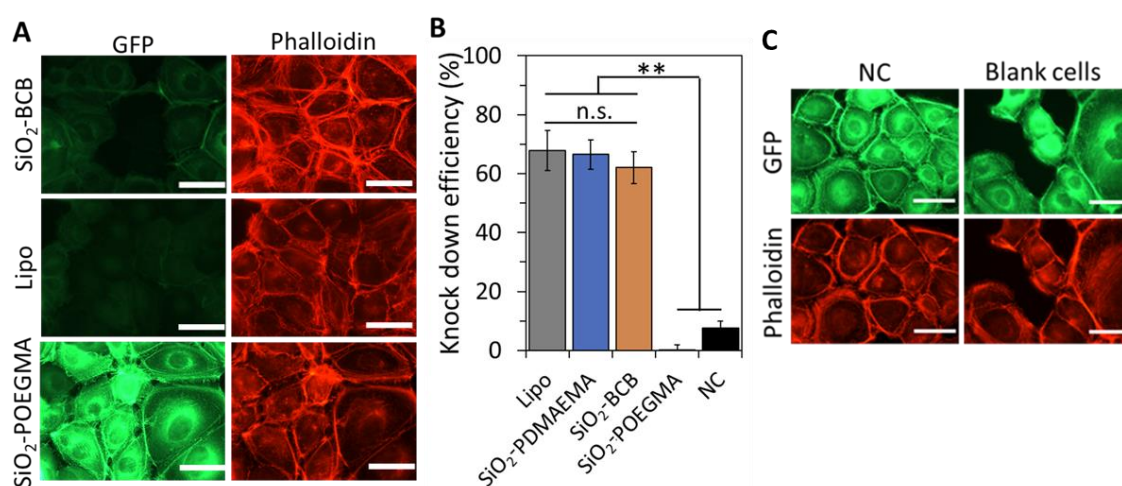 A
GFP
Phalloidin
SiO2-BCB
Lipo
SiO2-POEGMA
B
Knock down efficiency (%)
100
80
60
40
20
0
**
n.s.
Lipo
SiO2-PDMAEMA
SiO2-BCB
SiO2-POEGMA
NC
C
NC
Blank cells
GFP
Phalloidin